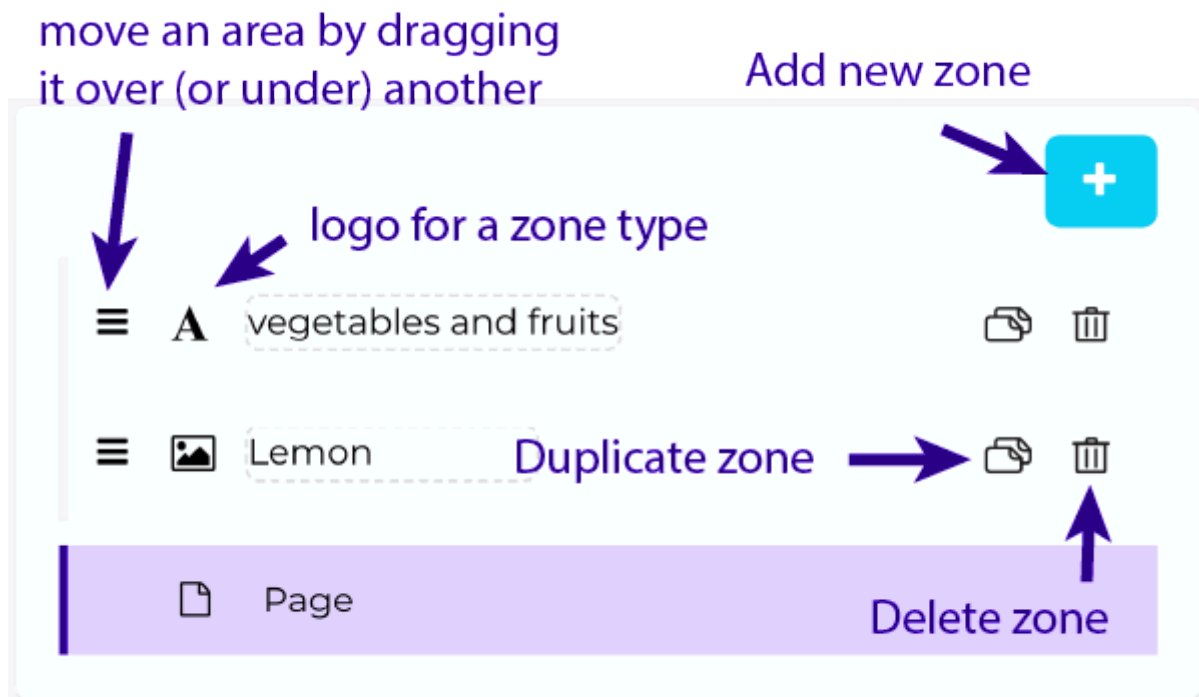 move an area by dragging
it over (or under) another
Add new zone
logo for a zone type
A vegetables and fruits
Lemon
Duplicate zone
Page
Delete zone